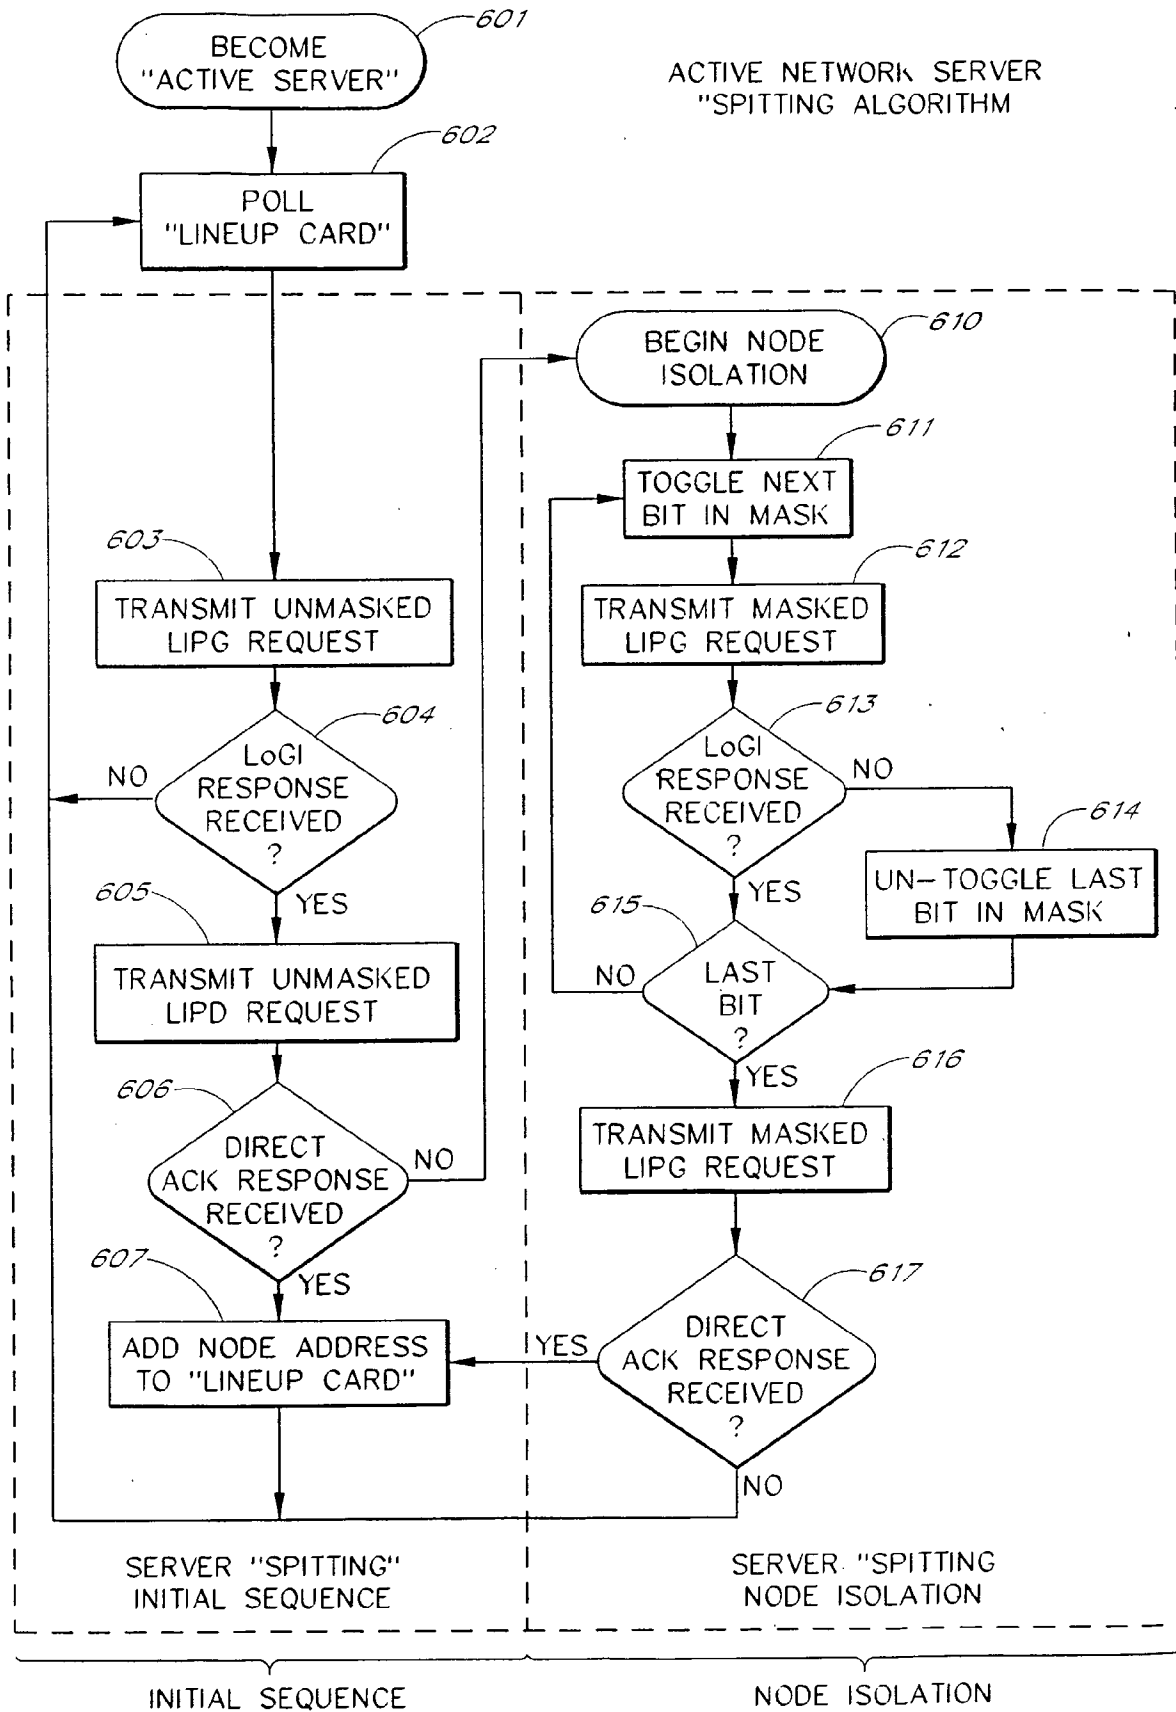 601
BECOME
"ACTIVE SERVER"
ACTIVE NETWORK SERVER
"SPITTING ALGORITHM
602
POLL
"LINEUP CARD"
610
BEGIN NODE
ISOLATION
611
TOGGLE NEXT
BIT IN MASK
603
TRANSMIT UNMASKED
LIPG REQUEST
612
TRANSMIT MASKED
LIPG REQUEST
604
LoGI
RESPONSE
RECEIVED
?
NO
YES
613
LoGI
RESPONSE
RECEIVED
?
NO
YES
614
UN-TOGGLE LAST
BIT IN MASK
605
TRANSMIT UNMASKED
LIPD REQUEST
615
LAST
BIT
?
NO
YES
606
DIRECT
ACK RESPONSE
RECEIVED
?
NO
YES
616
TRANSMIT MASKED
LIPG REQUEST
607
ADD NODE ADDRESS
TO "LINEUP CARD"
617
DIRECT
ACK RESPONSE
RECEIVED
?
YES
NO
SERVER "SPITTING"
INITIAL SEQUENCE
SERVER "SPITTING
NODE ISOLATION
INITIAL SEQUENCE
NODE ISOLATION